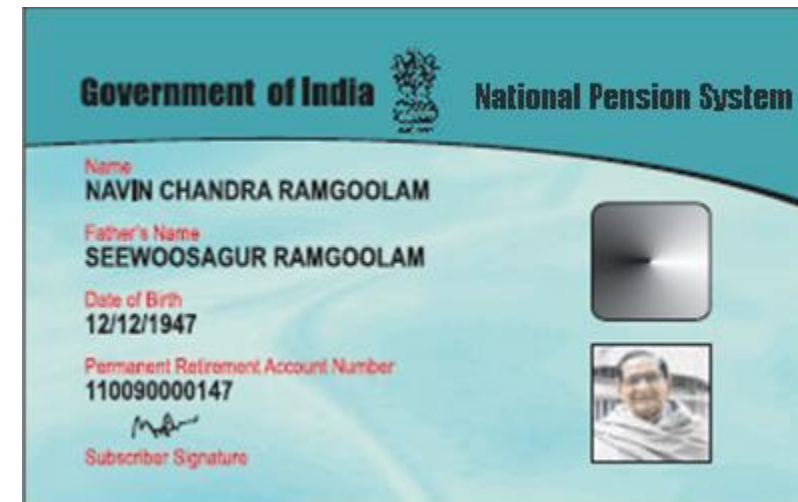 Government of India National Pension System
Name
NAVIN CHANDRA RAMGOOLAM
Father's Name
SEEWOOSAGUR RAMGOOLAM
Date of Birth
12/12/1947
Permanent Retirement Account Number
110090000147
Subscriber Signature